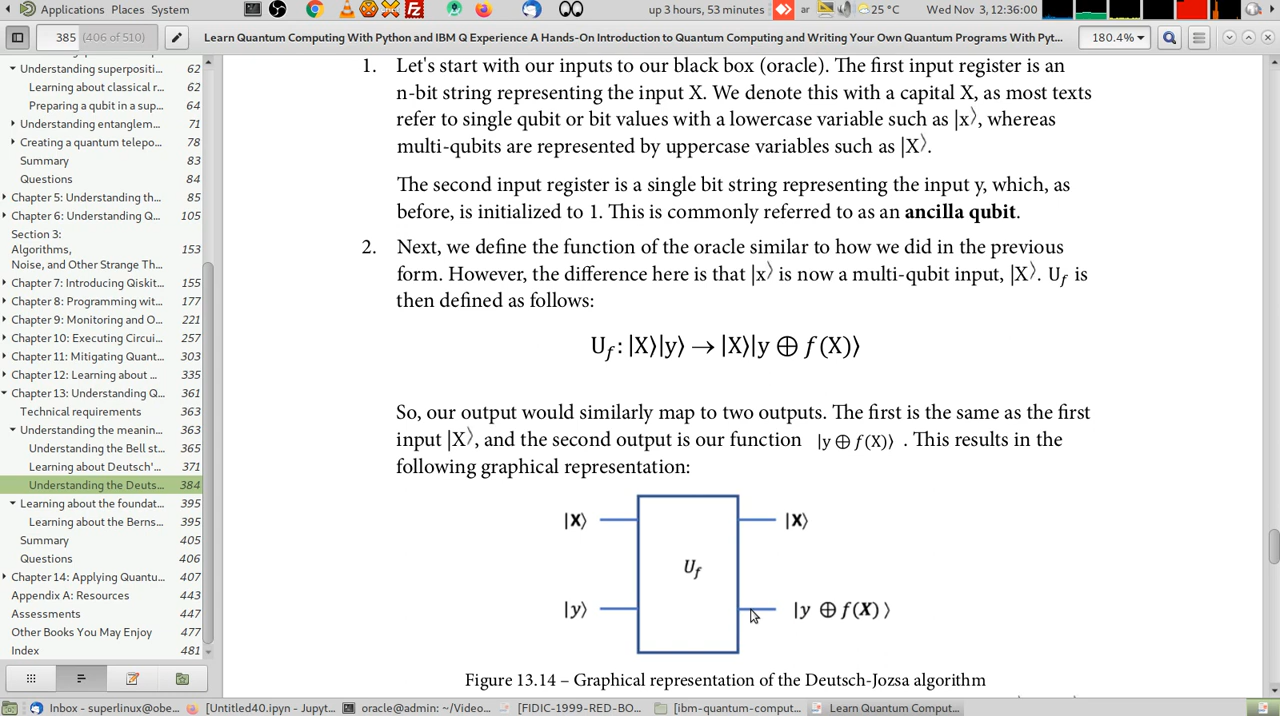 Applications Places System
up 3 hours, 53 minutes
ar
25 °C
Wed Nov 3, 12:36:00
385 (406 of 510)
Learn Quantum Computing With Python and IBM Q Experience A Hands-On Introduction to Quantum Computing and Writing Your Own Quantum Programs With Pyt...
180.4%
Understanding superpositi... 62
Learning about classical r... 62
Preparing a qubit in a sup... 64
Understanding entanglem... 71
Creating a quantum telepo... 78
Summary 83
Questions 84
Chapter 5: Understanding th... 85
Chapter 6: Understanding Q... 105
Section 3:
Algorithms, 153
Noise, and Other Strange Th...
Chapter 7: Introducing Qiskit... 155
Chapter 8: Programming wit... 177
Chapter 9: Monitoring and O... 221
Chapter 10: Executing Circui... 257
Chapter 11: Mitigating Quant... 303
Chapter 12: Learning about ... 335
Chapter 13: Understanding Q... 361
Technical requirements 363
Understanding the meanin... 363
Understanding the Bell st... 365
Learning about Deutsch'... 371
Understanding the Deuts... 384
Learning about the foundat... 395
Learning about the Berns... 395
Summary 405
Questions 406
Chapter 14: Applying Quantu... 407
Appendix A: Resources 443
Assessments 447
Other Books You May Enjoy 477
Index 481
1. Let's start with our inputs to our black box (oracle). The first input register is an
n-bit string representing the input X. We denote this with a capital X, as most texts
refer to single qubit or bit values with a lowercase variable such as |x⟩, whereas
multi-qubits are represented by uppercase variables such as |X⟩.
The second input register is a single bit string representing the input y, which, as
before, is initialized to 1. This is commonly referred to as an ancilla qubit.
2. Next, we define the function of the oracle similar to how we did in the previous
form. However, the difference here is that |x⟩ is now a multi-qubit input, |X⟩. U_f is
then defined as follows:
U_f: |X⟩|y⟩ → |X⟩|y ⊕ f(X)⟩
So, our output would similarly map to two outputs. The first is the same as the first
input |X⟩, and the second output is our function |y ⊕ f(X)⟩ . This results in the
following graphical representation:
|X⟩ |X⟩
U_f
|y⟩ |y ⊕ f(X) ⟩
Figure 13.14 – Graphical representation of the Deutsch-Jozsa algorithm
Inbox - superlinux@obe... [Untitled40.ipyn - Jupyt... oracle@admin: ~/Video... [FIDIC-1999-RED-BO... [ibm-quantum-comput... Learn Quantum Comput...